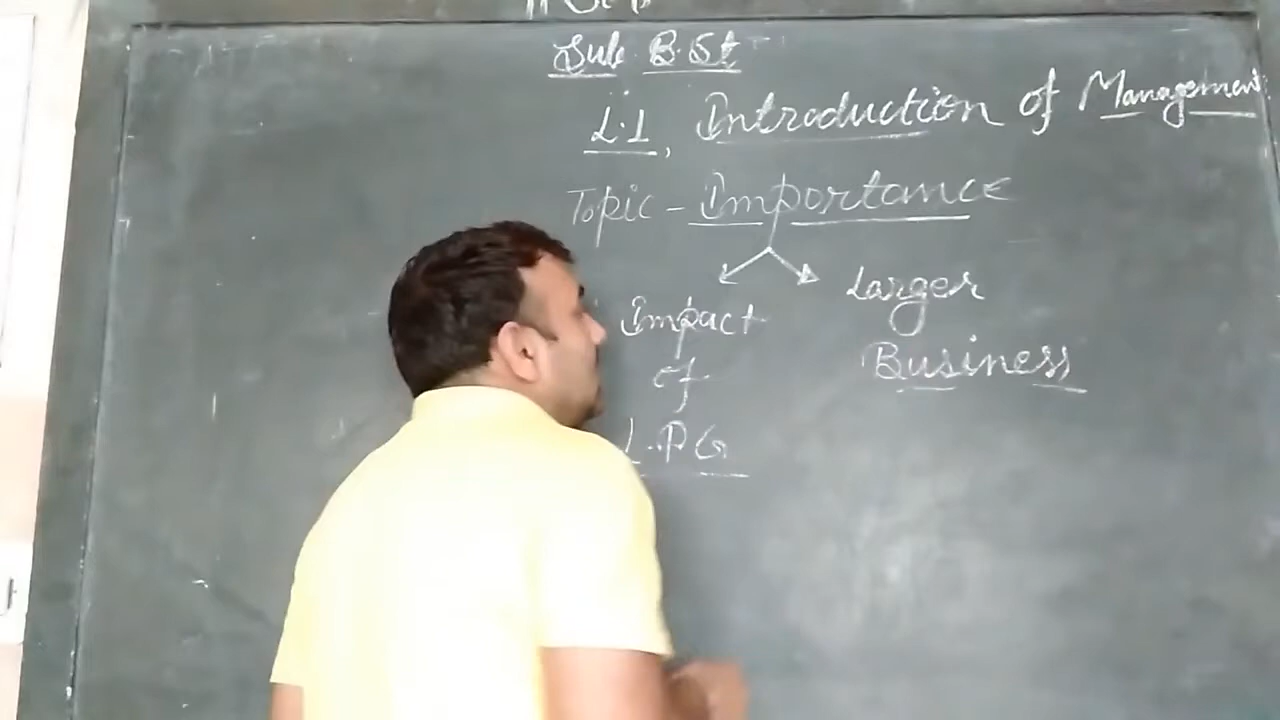 Sub B.St
L.1, Introduction of Management
Topic - Importance
Impact
of
L.P.G
Larger
Business